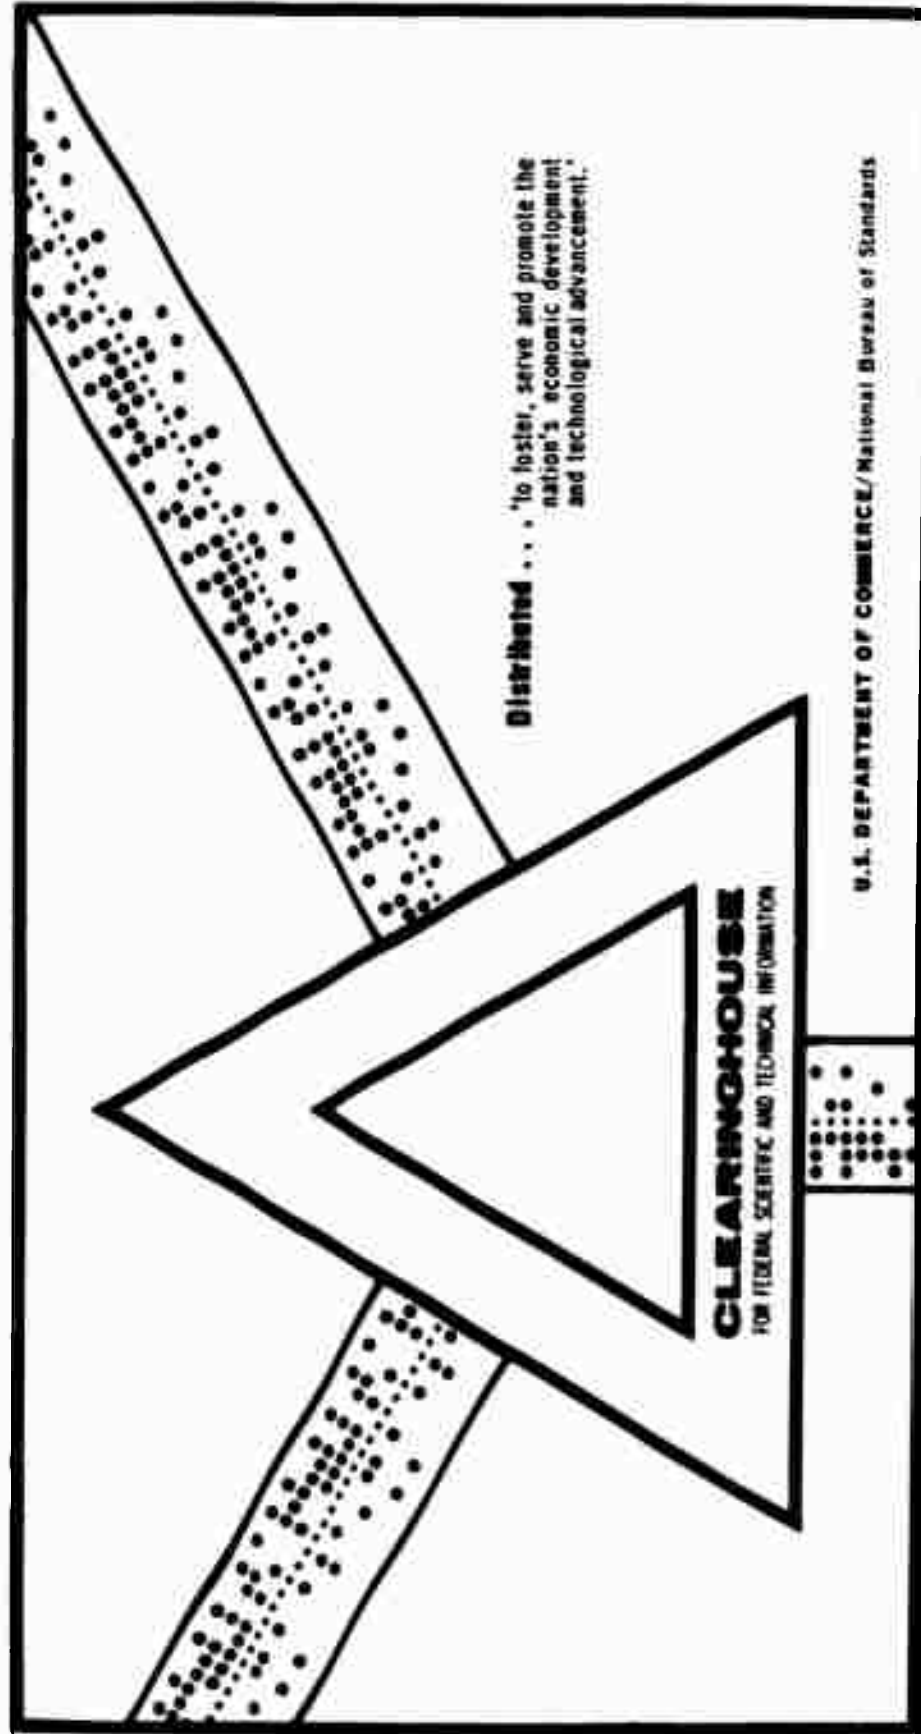 Distributed . . . "to foster, serve and promote the
nation's economic development
and technological advancement."
CLEARINGHOUSE
FOR FEDERAL SCIENTIFIC AND TECHNICAL INFORMATION
U.S. DEPARTMENT OF COMMERCE/National Bureau of Standards